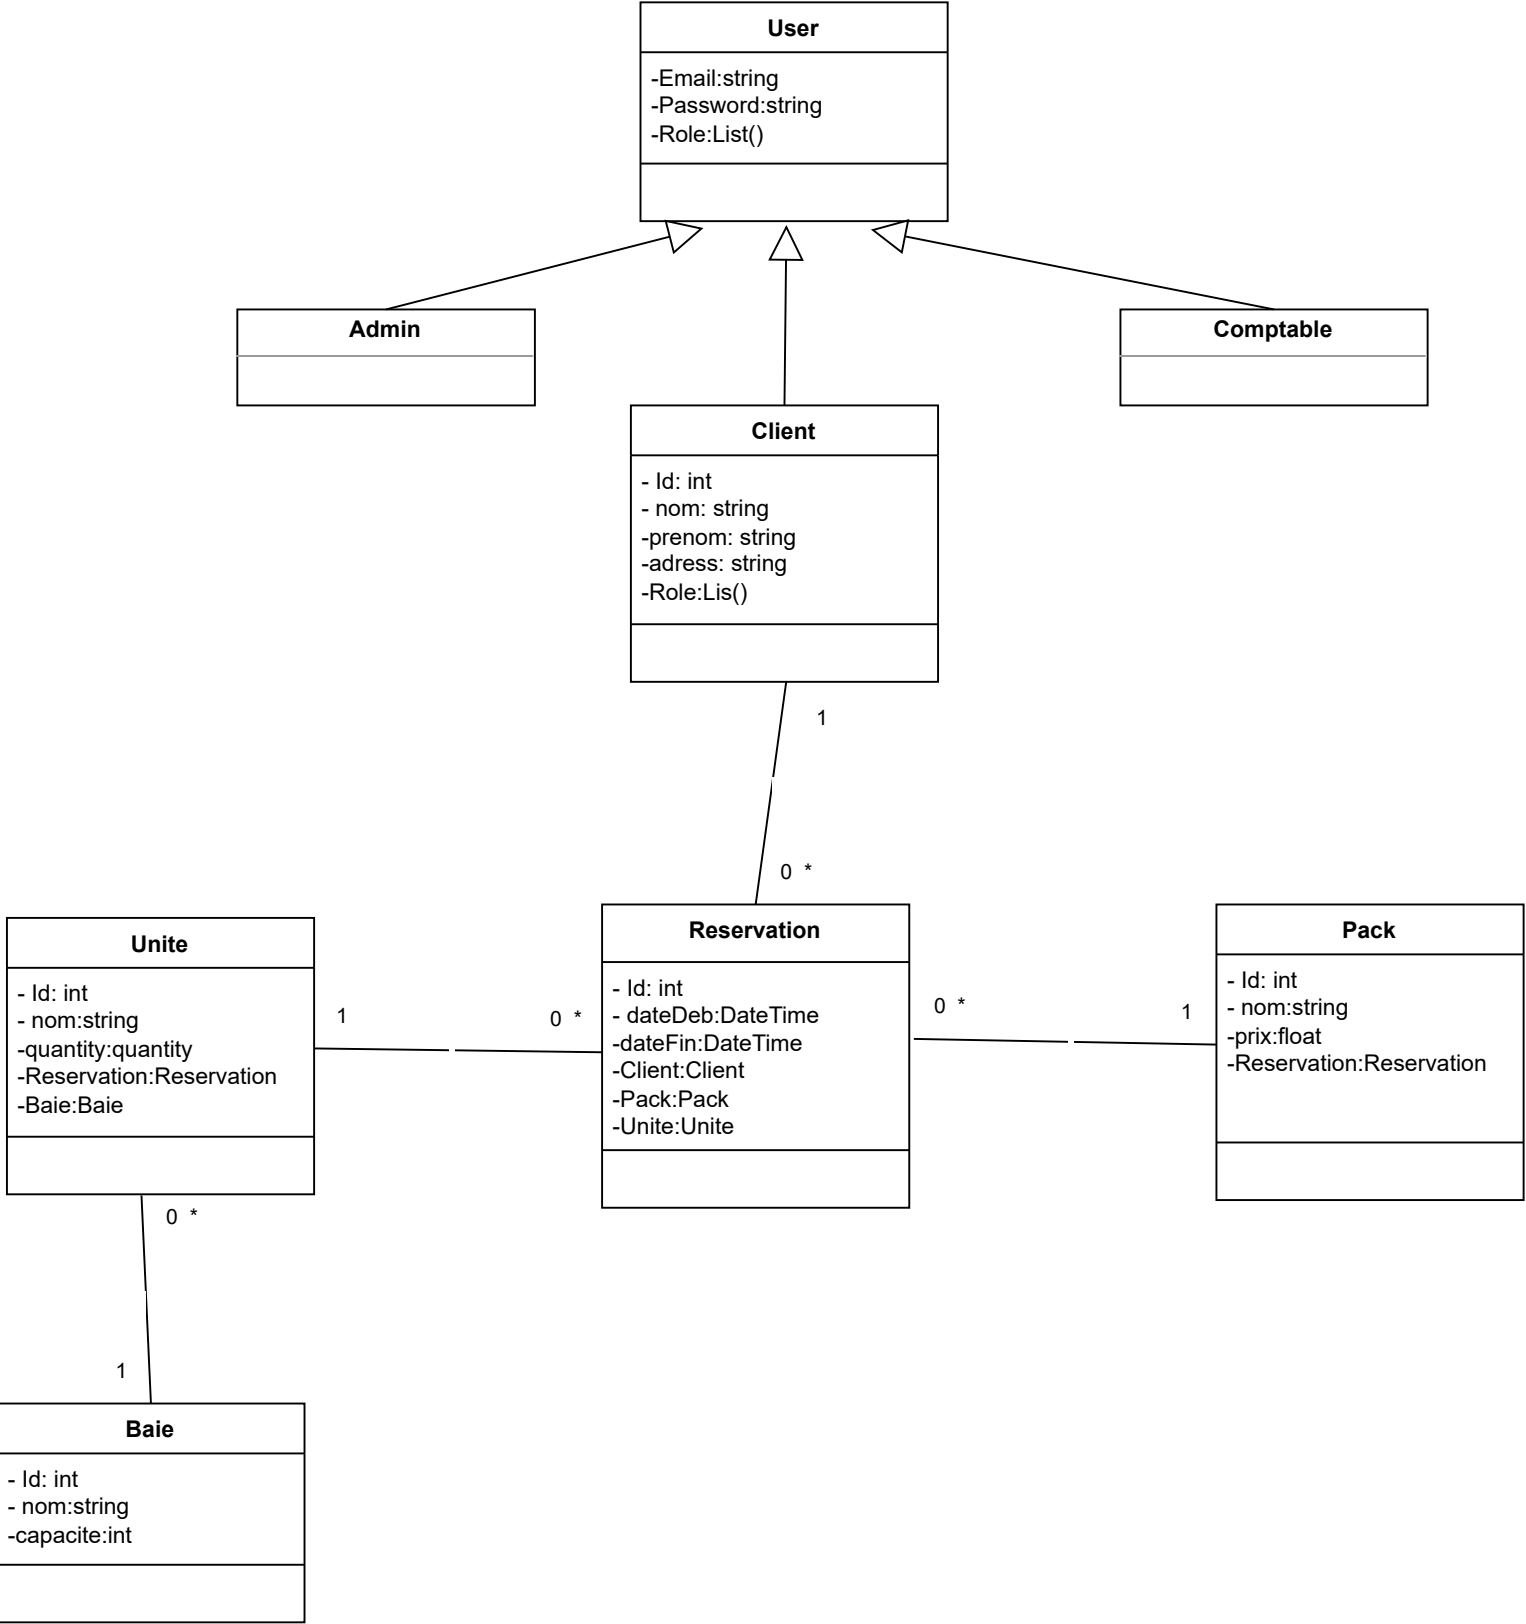 User
-Email:string
-Password:string
-Role:List()
Admin
Comptable
Client
- Id: int
- nom: string
-prenom: string
-adress: string
-Role:Lis()
1
0 *
Unite
- Id: int
- nom:string
-quantity:quantity
-Reservation:Reservation
-Baie:Baie
1
0 *
Reservation
- Id: int
- dateDeb:DateTime
-dateFin:DateTime
-Client:Client
-Pack:Pack
-Unite:Unite
0 *
1
Pack
- Id: int
- nom:string
-prix:float
-Reservation:Reservation
0 *
1
Baie
- Id: int
- nom:string
-capacite:int